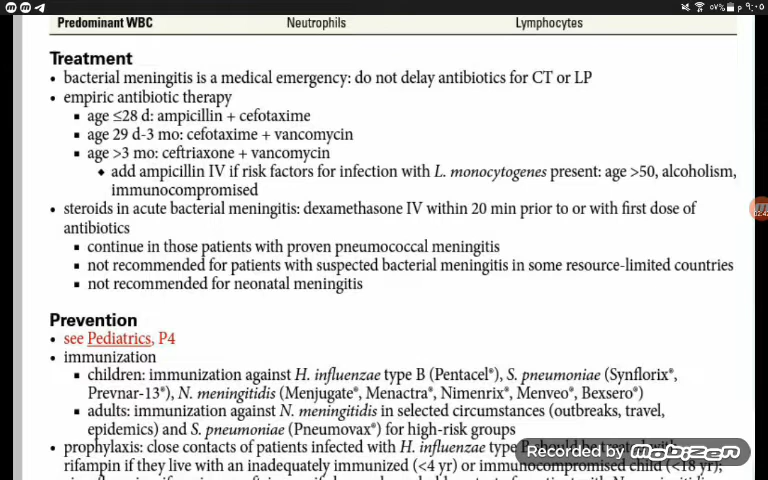 Predominant WBC Neutrophils Lymphocytes
Treatment
• bacterial meningitis is a medical emergency: do not delay antibiotics for CT or LP
• empiric antibiotic therapy
▪ age ≤28 d: ampicillin + cefotaxime
▪ age 29 d-3 mo: cefotaxime + vancomycin
▪ age >3 mo: ceftriaxone + vancomycin
◆ add ampicillin IV if risk factors for infection with L. monocytogenes present: age >50, alcoholism,
immunocompromised
• steroids in acute bacterial meningitis: dexamethasone IV within 20 min prior to or with first dose of
antibiotics
▪ continue in those patients with proven pneumococcal meningitis
▪ not recommended for patients with suspected bacterial meningitis in some resource-limited countries
▪ not recommended for neonatal meningitis
Prevention
• see Pediatrics, P4
• immunization
▪ children: immunization against H. influenzae type B (Pentacel®), S. pneumoniae (Synflorix®,
Prevnar-13®), N. meningitidis (Menjugate®, Menactra®, Nimenrix®, Menveo®, Bexsero®)
▪ adults: immunization against N. meningitidis in selected circumstances (outbreaks, travel,
epidemics) and S. pneumoniae (Pneumovax®) for high-risk groups
• prophylaxis: close contacts of patients infected with H. influenzae type B should be treated with
rifampin if they live with an inadequately immunized (<4 yr) or immunocompromised child (<18 yr);
Recorded by mobizen